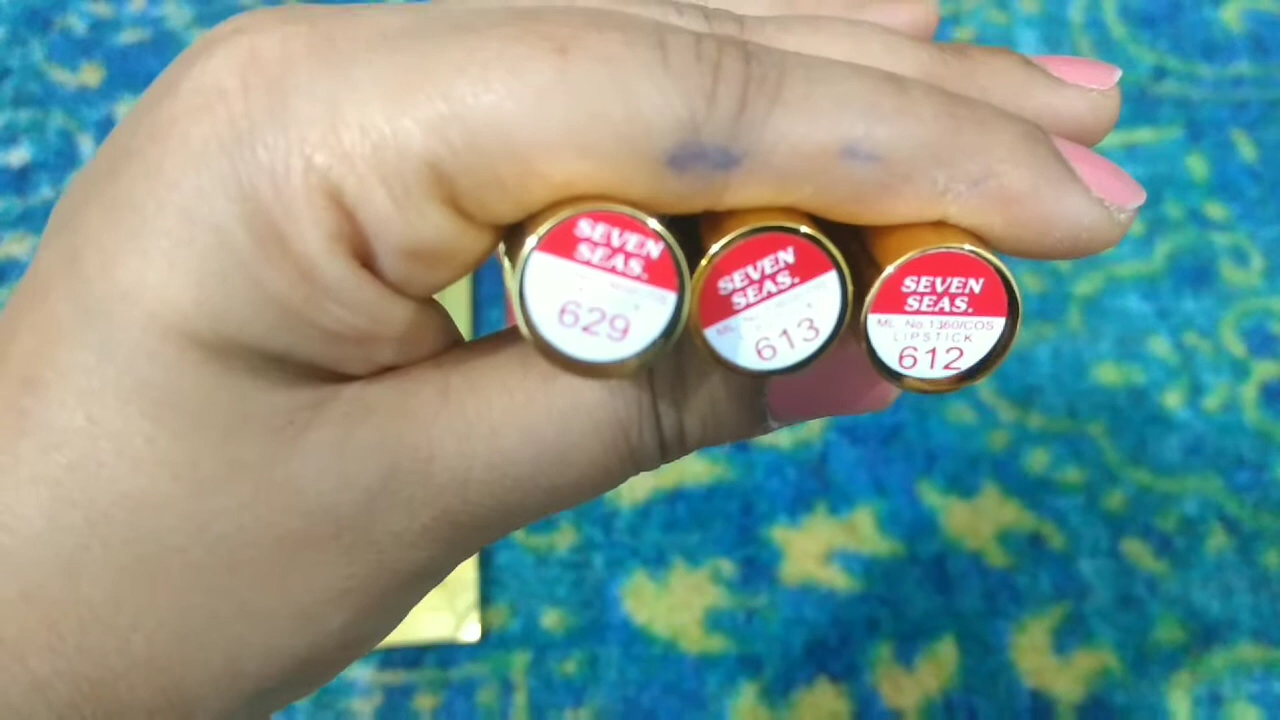 SEVEN
SEAS.
629
SEVEN
SEAS.
613
SEVEN
SEAS.
ML. No.1360/COS
LIPSTICK
612